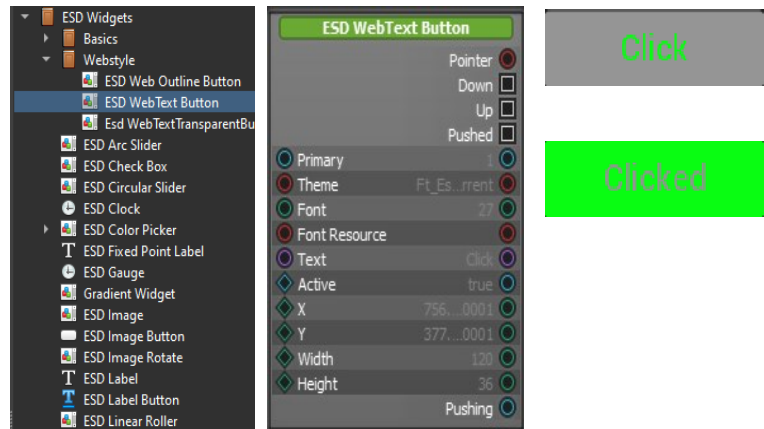 ESD Widgets
Basics
Webstyle
ESD Web Outline Button
ESD WebText Button
Esd WebTextTransparentBu
ESD Arc Slider
ESD Check Box
ESD Circular Slider
ESD Clock
ESD Color Picker
ESD Fixed Point Label
ESD Gauge
Gradient Widget
ESD Image
ESD Image Button
ESD Image Rotate
ESD Label
ESD Label Button
ESD Linear Roller
ESD WebText Button
Pointer
Down
Up
Pushed
Primary 1
Theme Ft_Es...rrent
Font 27
Font Resource
Text Click
Active true
X 756....0001
Y 377....0001
Width 120
Height 36
Pushing
Click
Clicked